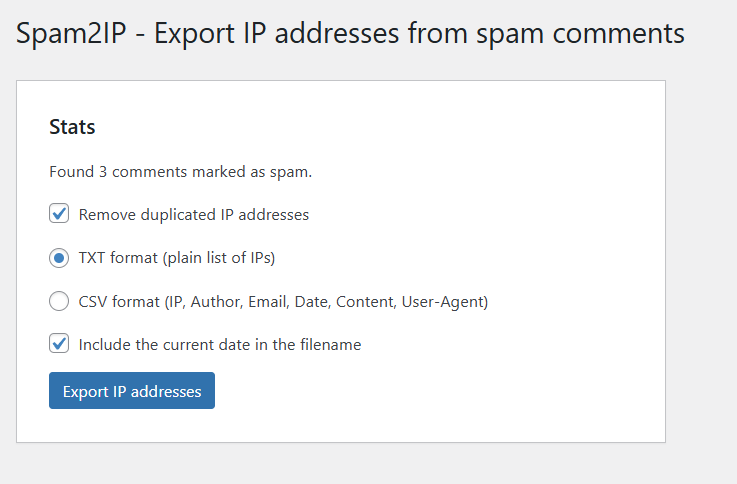 Spam2IP - Export IP addresses from spam comments
Stats
Found 3 comments marked as spam.
Remove duplicated IP addresses
TXT format (plain list of IPs)
CSV format (IP, Author, Email, Date, Content, User-Agent)
Include the current date in the filename
Export IP addresses